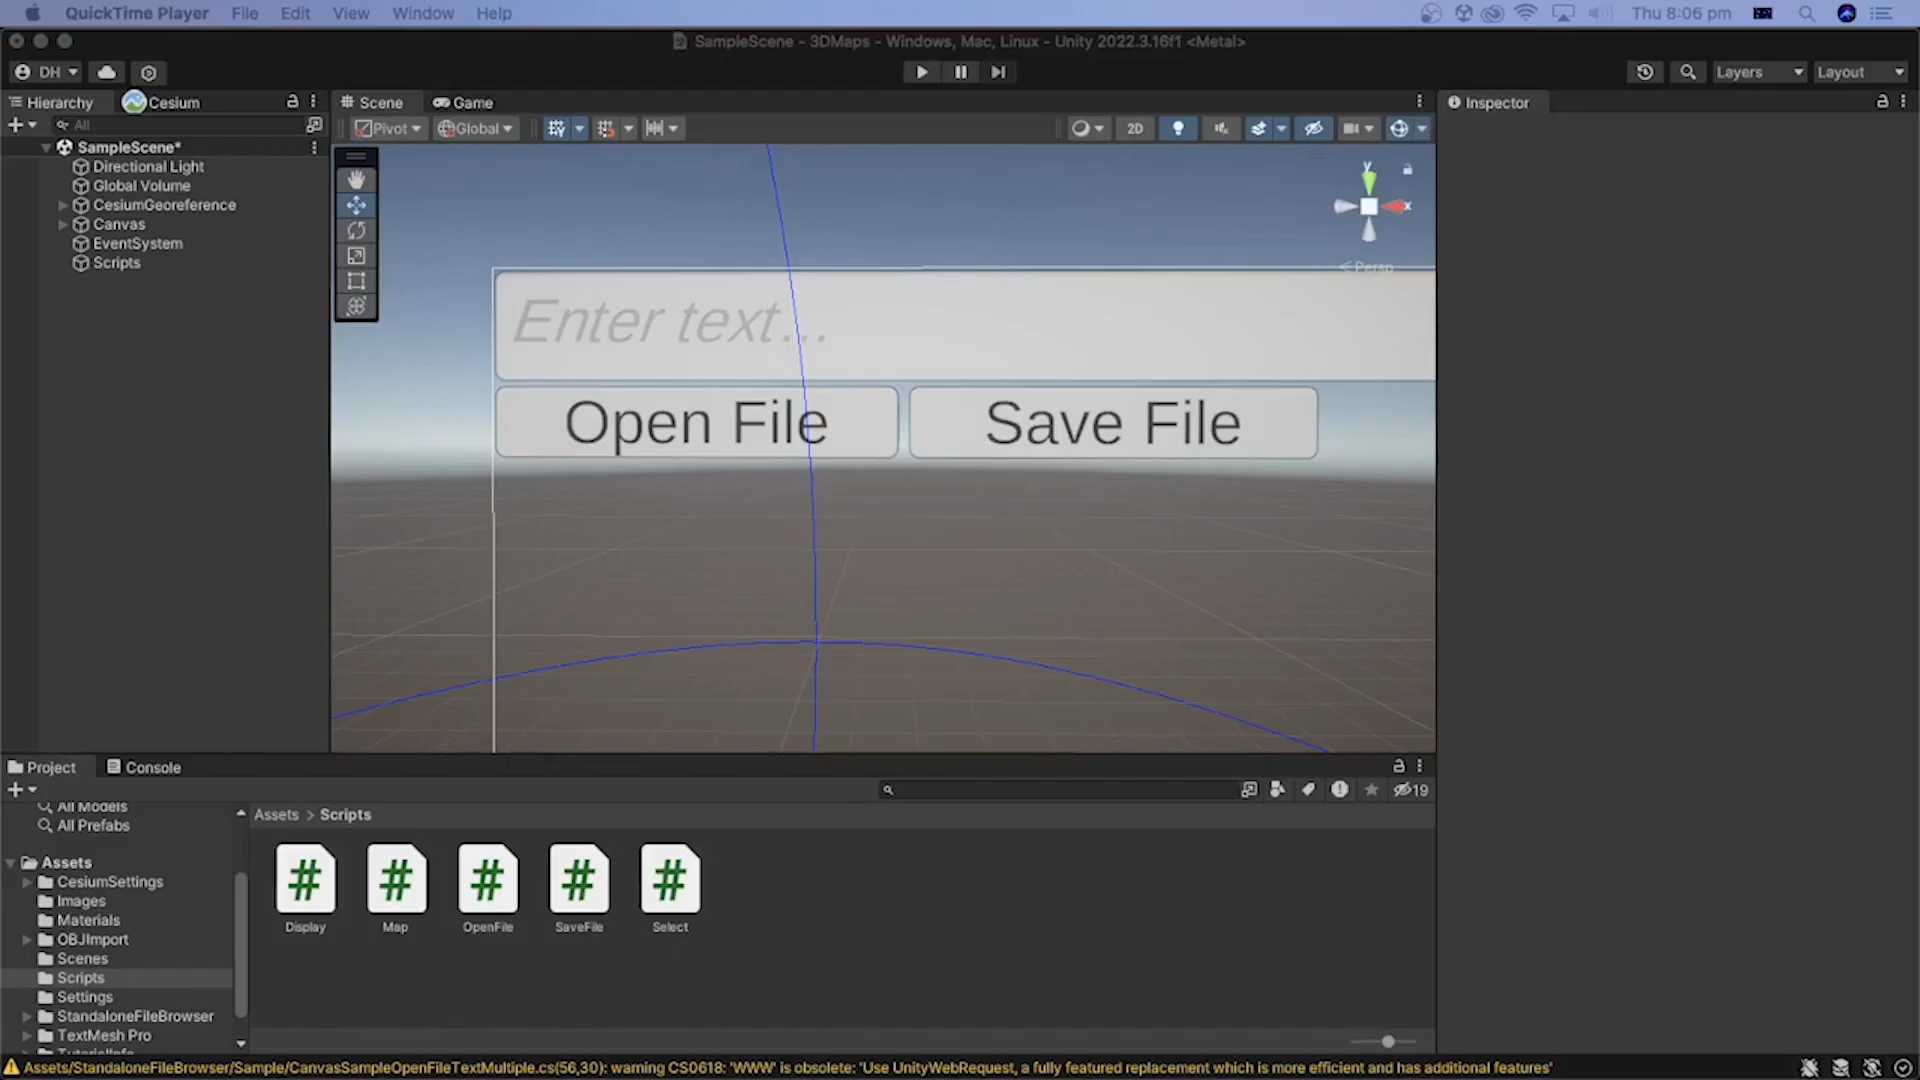 QuickTime Player File Edit View Window Help Thu 8:06 pm
SampleScene - 3DMaps - Windows, Mac, Linux - Unity 2022.3.16f1 <Metal>
DH Layers Layout
Hierarchy Cesium Scene Game Inspector
All Pivot Global 2D
SampleScene*
Directional Light
Global Volume
CesiumGeoreference
Canvas
EventSystem
Scripts
y
x
Persp
Enter text...
Open File Save File
Project Console
19
All Models
All Prefabs
Assets > Scripts
Assets
CesiumSettings
Images
Materials
OBJImport
Scenes
Scripts
Settings
StandaloneFileBrowser
TextMesh Pro
TutorialInfo
# # # # #
Display Map OpenFile SaveFile Select
Assets/StandaloneFileBrowser/Sample/CanvasSampleOpenFileTextMultiple.cs(56,30): warning CS0618: 'WWW' is obsolete: 'Use UnityWebRequest, a fully featured replacement which is more efficient and has additional features'